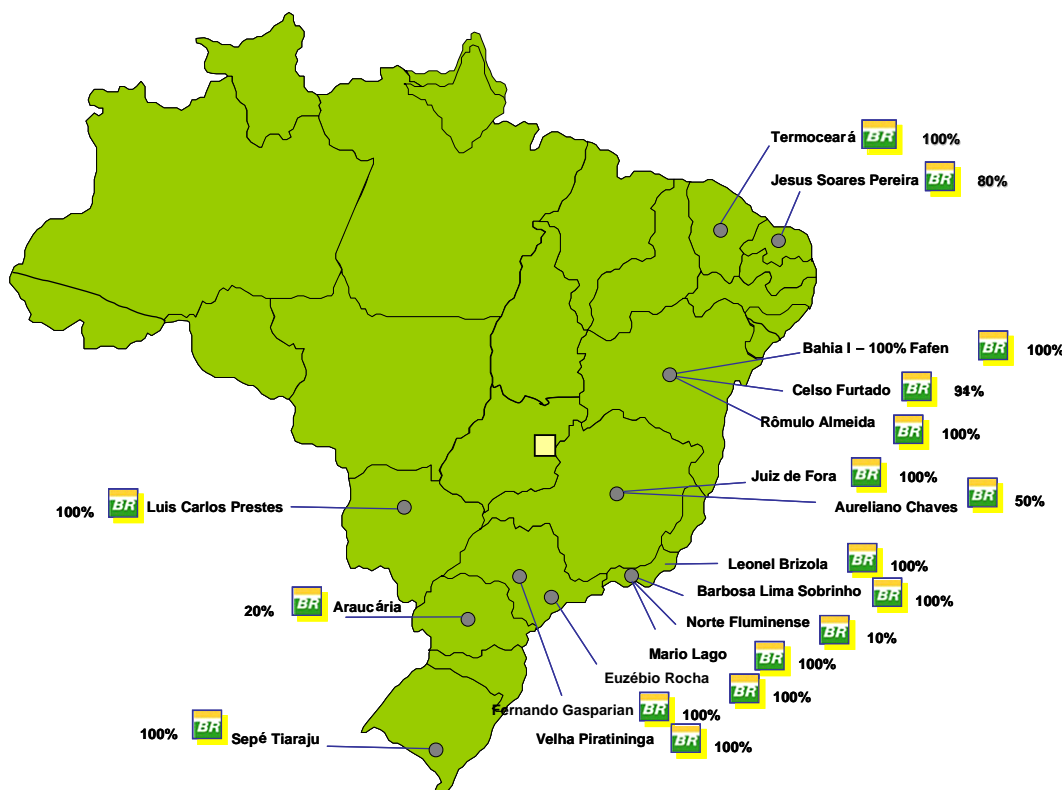 Termoceará BR 100%
Jesus Soares Pereira BR 80%
Bahia I – 100% Fafen BR 100%
Celso Furtado BR 94%
Rômulo Almeida BR 100%
Juiz de Fora BR 100%
Aureliano Chaves BR 50%
100% BR Luis Carlos Prestes
Leonel Brizola BR 100%
Barbosa Lima Sobrinho BR 100%
20% BR Araucária
Norte Fluminense BR 10%
Mario Lago BR 100%
Euzébio Rocha BR 100%
Fernando Gasparian BR 100%
Velha Piratininga BR 100%
100% BR Sepé Tiaraju